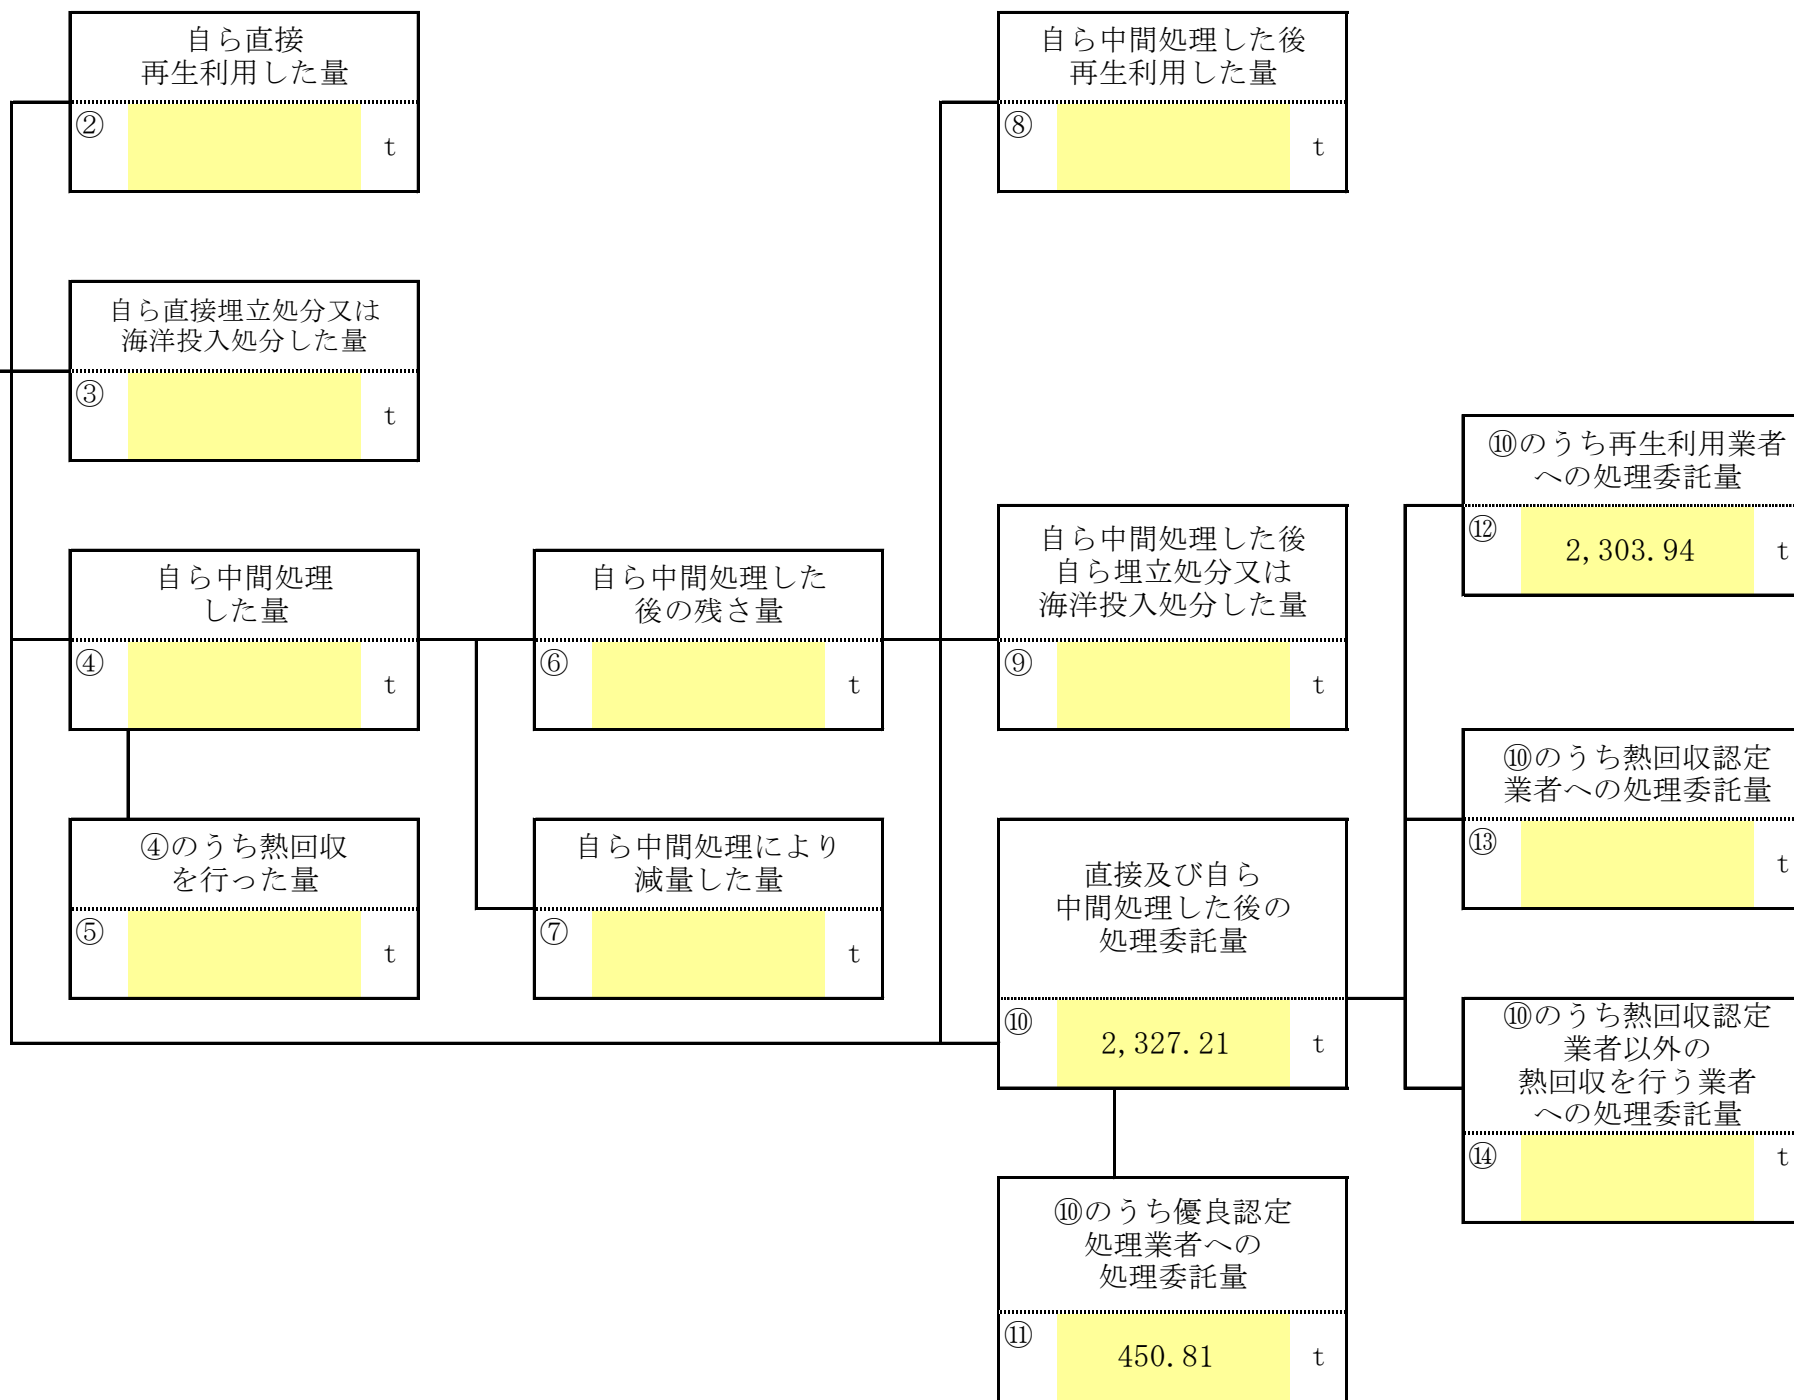 自ら直接
再生利用した量
②
t
自ら中間処理した後
再生利用した量
⑧
t
自ら直接埋立処分又は
海洋投入処分した量
③
t
⑩のうち再生利用業者
への処理委託量
⑫
2,303.94
t
自ら中間処理
した量
④
t
自ら中間処理した
後の残さ量
⑥
t
自ら中間処理した後
自ら埋立処分又は
海洋投入処分した量
⑨
t
⑩のうち熱回収認定
業者への処理委託量
⑬
t
④のうち熱回収
を行った量
⑤
t
自ら中間処理により
減量した量
⑦
t
直接及び自ら
中間処理した後の
処理委託量
⑩
2,327.21
t
⑩のうち熱回収認定
業者以外の
熱回収を行う業者
への処理委託量
⑭
t
⑩のうち優良認定
処理業者への
処理委託量
⑪
450.81
t